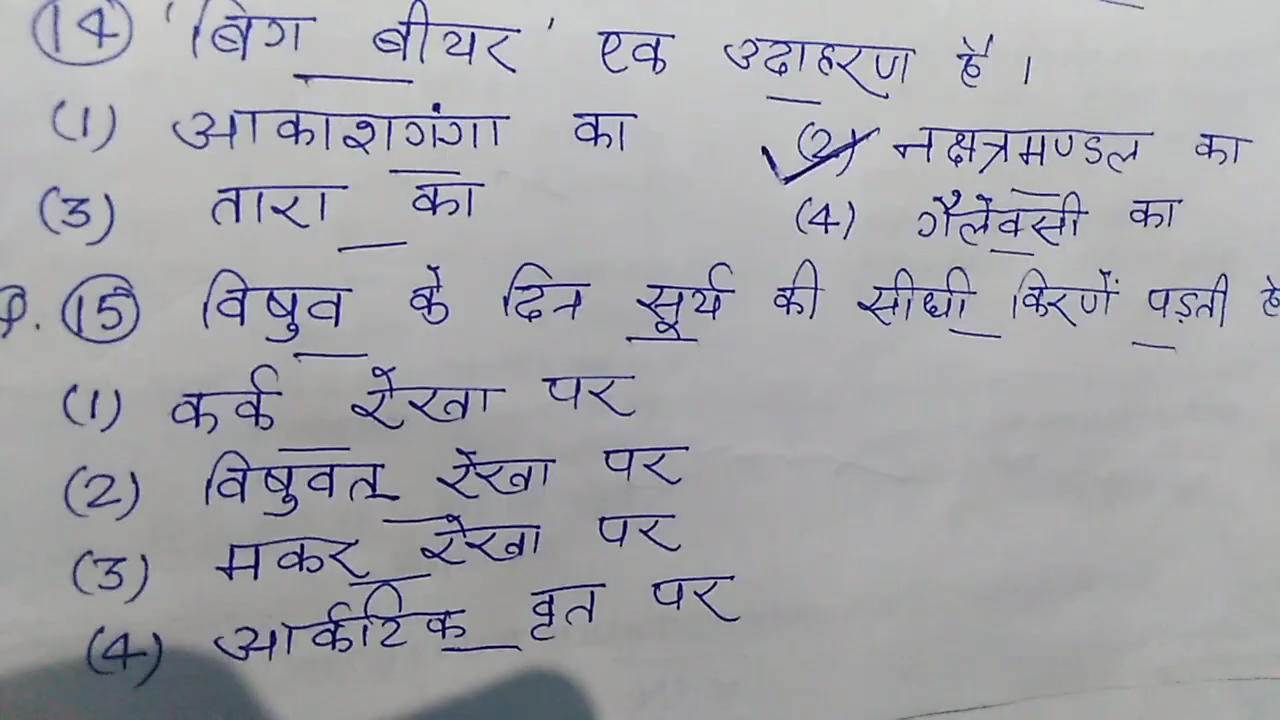 (14) 'बिग बीयर' एक उदाहरण है।
(1) आकाशगंगा का (2) नक्षत्रमण्डल का
(3) तारा का (4) गैलेक्सी का
Q. (15) विषुव के दिन सूर्य की सीधी किरणें पड़ती है
(1) कर्क रेखा पर
(2) विषुवत् रेखा पर
(3) मकर रेखा पर
(4) आर्कटिक वृत पर